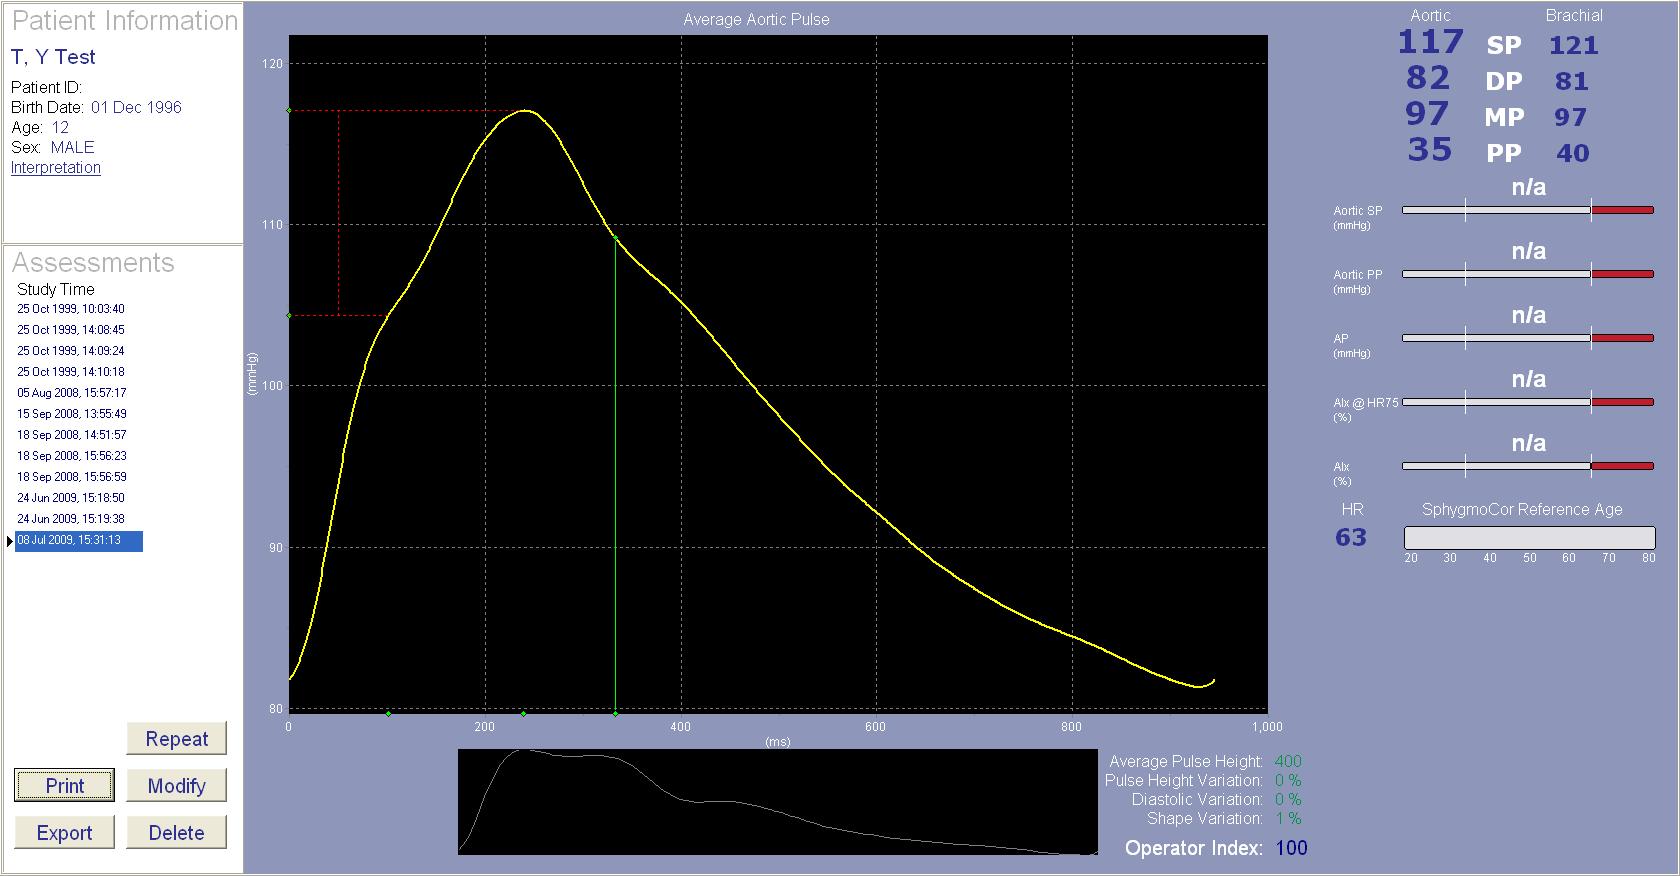 Patient Information
T, Y Test
Patient ID:
Birth Date: 01 Dec 1996
Age: 12
Sex: MALE
Interpretation
Assessments
Study Time
25 Oct 1999, 10:03:40
25 Oct 1999, 14:08:45
25 Oct 1999, 14:09:24
25 Oct 1999, 14:10:18
05 Aug 2008, 15:57:17
15 Sep 2008, 13:55:49
18 Sep 2008, 14:51:57
18 Sep 2008, 15:56:23
18 Sep 2008, 15:56:59
24 Jun 2009, 15:18:50
24 Jun 2009, 15:19:38
08 Jul 2009, 15:31:13
Repeat
Print Modify
Export Delete
Average Aortic Pulse
120
110
100
90
80
(mmHg)
0 200 400 600 800 1,000
(ms)
Average Pulse Height: 400
Pulse Height Variation: 0 %
Diastolic Variation: 0 %
Shape Variation: 1 %
Operator Index: 100
Aortic Brachial
117 SP 121
82 DP 81
97 MP 97
35 PP 40
n/a
Aortic SP
(mmHg)
n/a
Aortic PP
(mmHg)
n/a
AP
(mmHg)
n/a
AIx @ HR75
(%)
n/a
AIx
(%)
HR SphygmoCor Reference Age
63
20 30 40 50 60 70 80